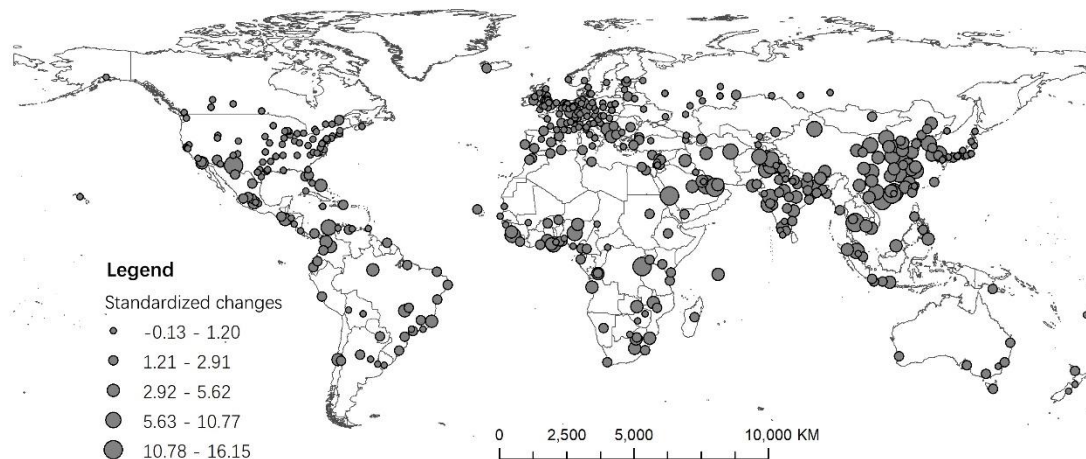 Legend
Standardized changes
-0.13 - 1.20
1.21 - 2.91
2.92 - 5.62
5.63 - 10.77
10.78 - 16.15
0 2,500 5,000 10,000 KM